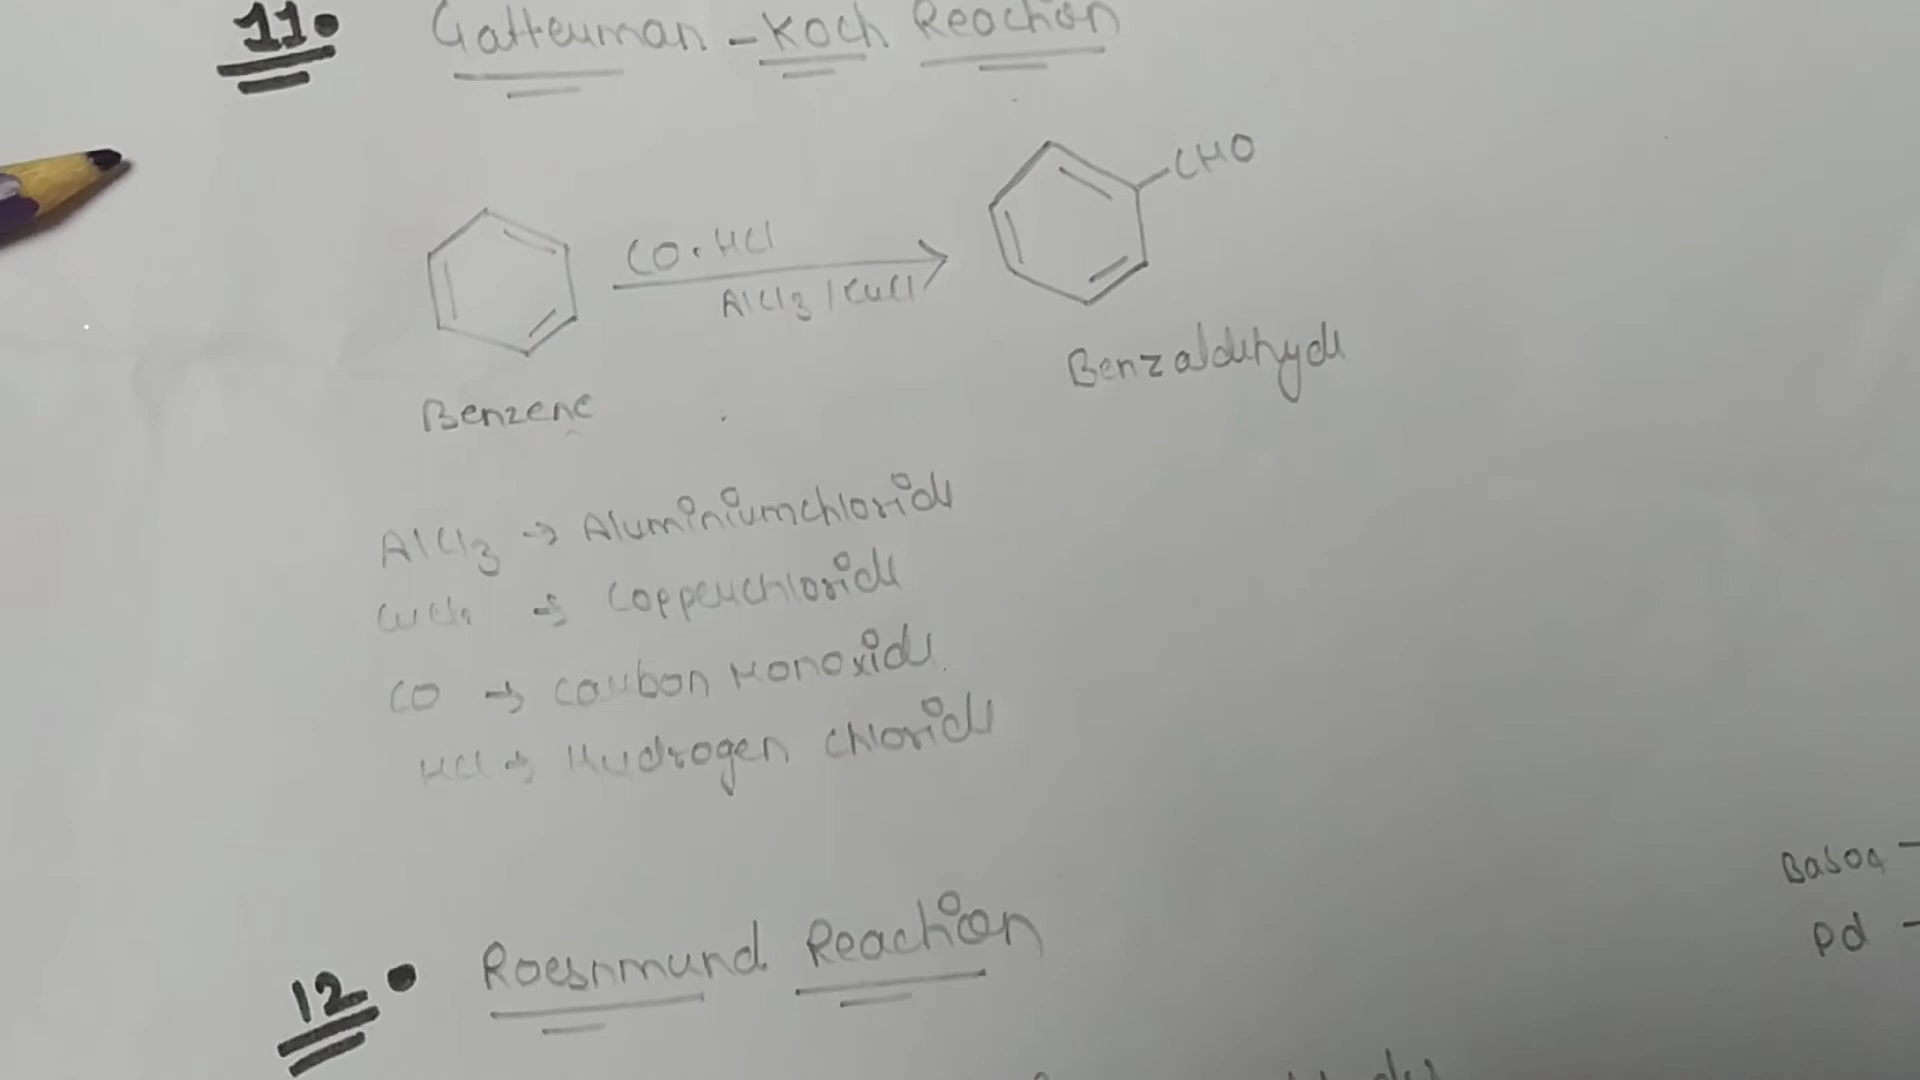 11. Gatterman - Koch Reaction
CHO
CO . HCl
AlCl3 / CuCl
Benzaldehyde
Benzene
AlCl3 → Aluminiumchloride
→ Copperchloride
CO → Carbon Monoxide
HCl → Hydrogen chloride
BaSO4 -
Pd -
12. Roesnmund Reaction